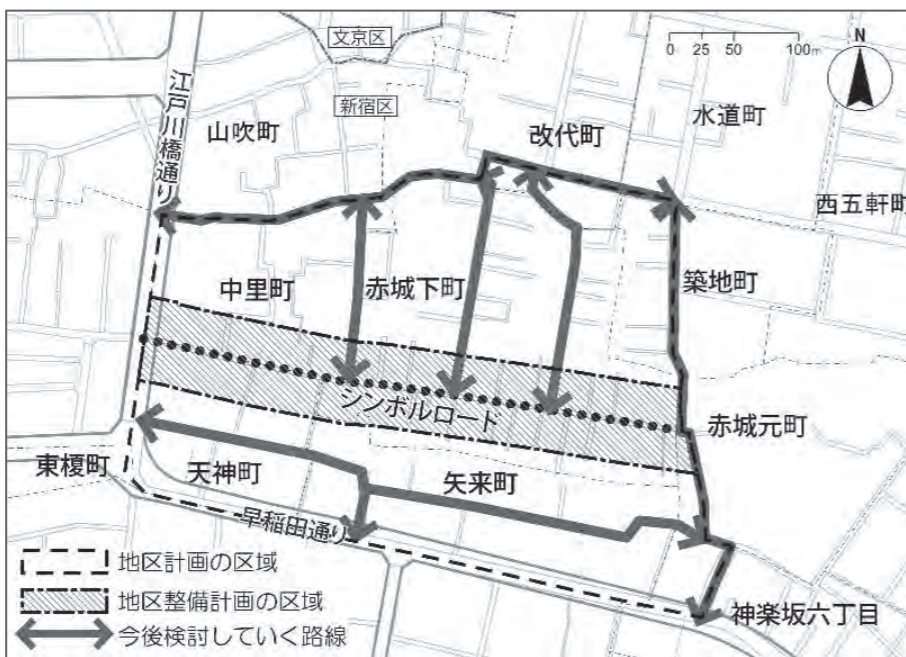 文京区
0 25 50 100m
N
江戸川橋通り
新宿区
山吹町
改代町
水道町
西五軒町
中里町
赤城下町
築地町
シンボルロード
赤城元町
東榎町
天神町
矢来町
早稲田通り
地区計画の区域
地区整備計画の区域
今後検討していく路線
神楽坂六丁目